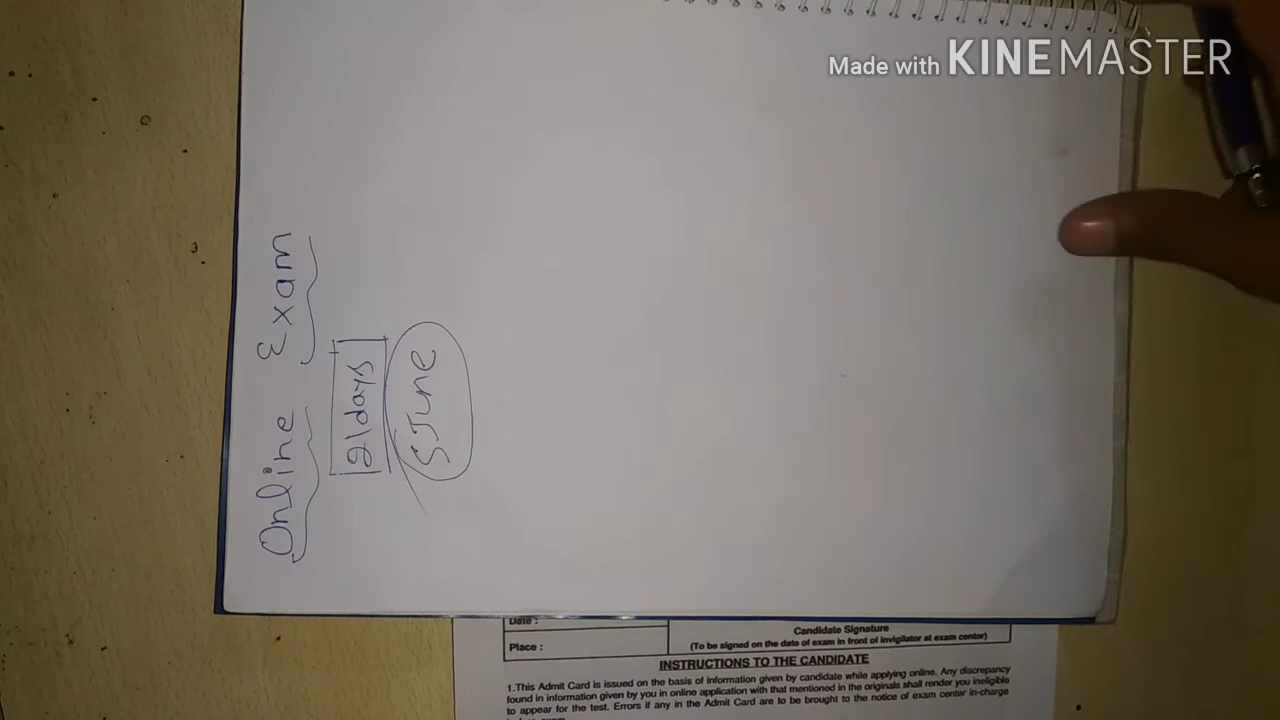 Made with KINEMASTER
Online Exam
21days
5June
Date :
Place :
Candidate Signature
(To be signed on the date of exam in front of invigilator at exam center)
INSTRUCTIONS TO THE CANDIDATE
1.This Admit Card is issued on the basis of information given by candidate while applying online. Any discrepancy
found in information given by you in online application with that mentioned in the originals shall render you ineligible
to appear for the test. Errors if any in the Admit Card are to be brought to the notice of exam center in-charge